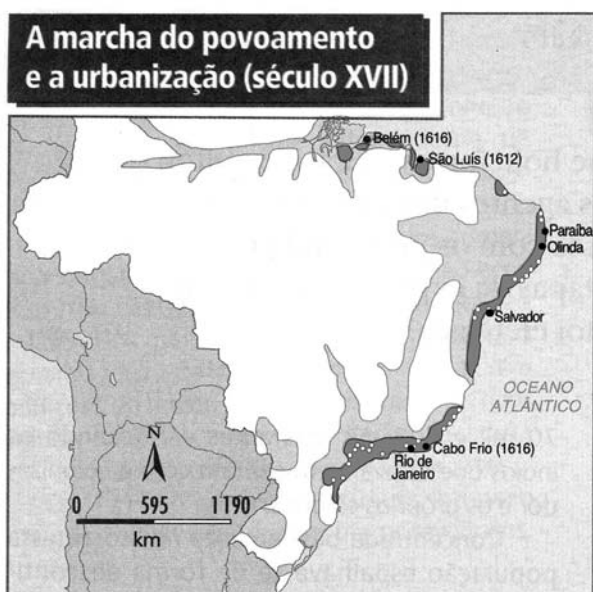 A marcha do povoamento
e a urbanização (século XVII)
Belém (1616)
São Luís (1612)
Paraíba
Olinda
Salvador
OCEANO
ATLÂNTICO
Cabo Frio (1616)
Rio de
Janeiro
N
0 595 1190
km